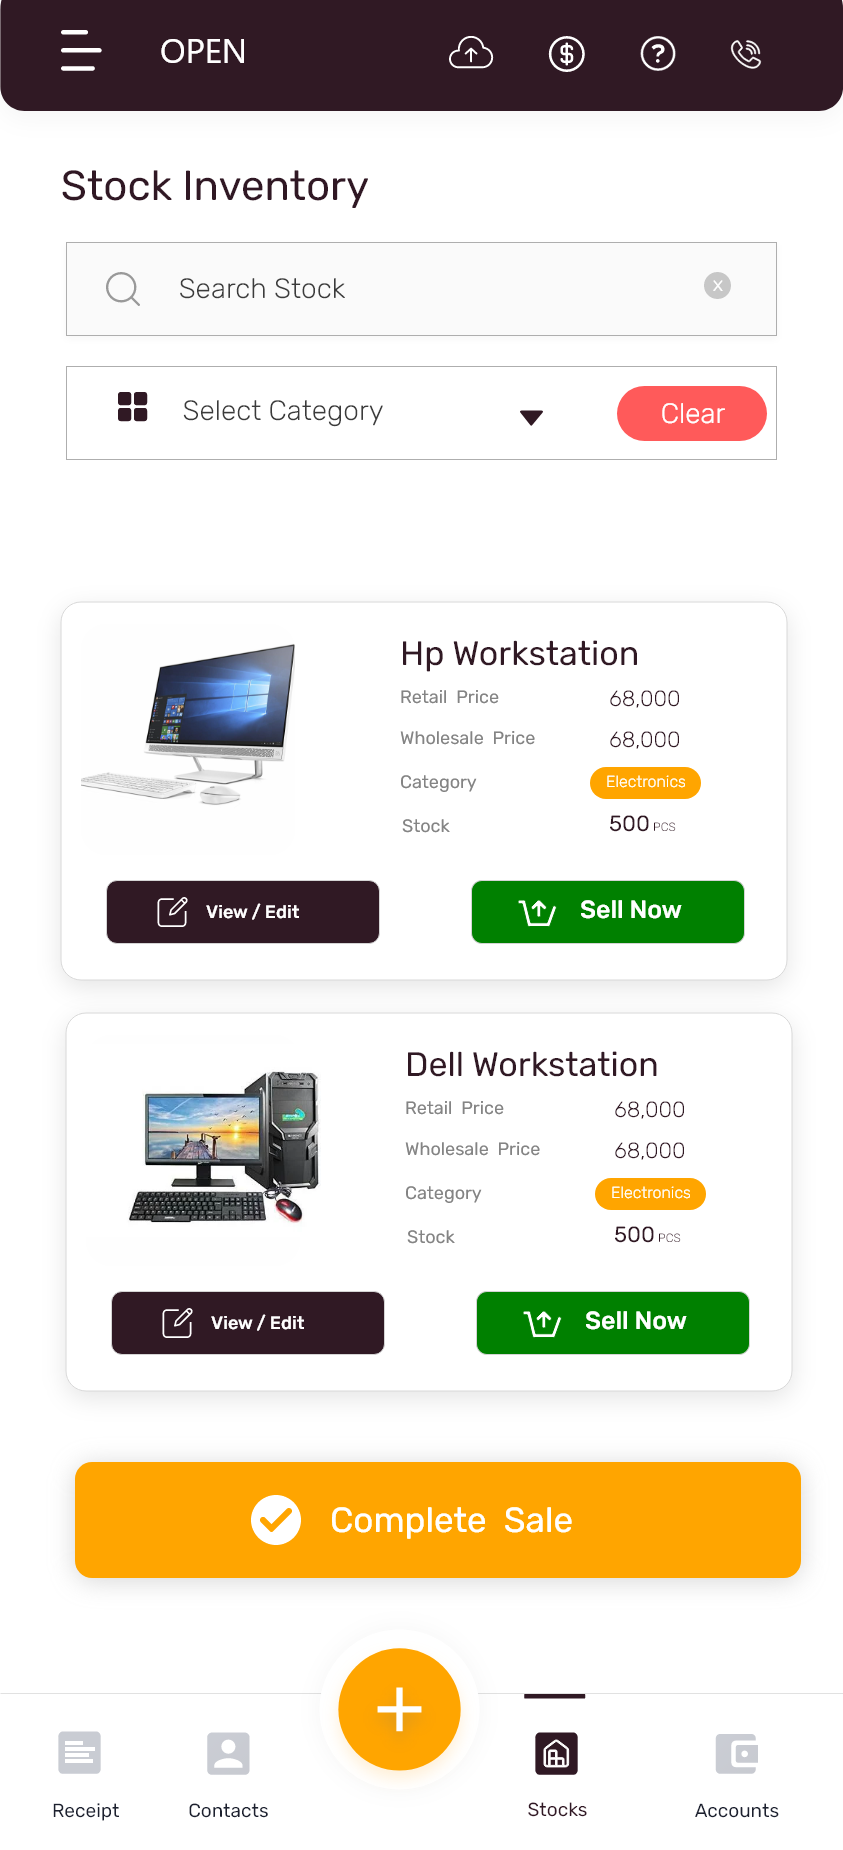 OPEN
Stock Inventory
Search Stock
x
Select Category
Clear
Hp Workstation
Retail Price 68,000
Wholesale Price 68,000
Category Electronics
Stock 500 PCS
View / Edit
Sell Now
Dell Workstation
Retail Price 68,000
Wholesale Price 68,000
Category Electronics
Stock 500 PCS
View / Edit
Sell Now
Complete Sale
Receipt
Contacts
Stocks
Accounts